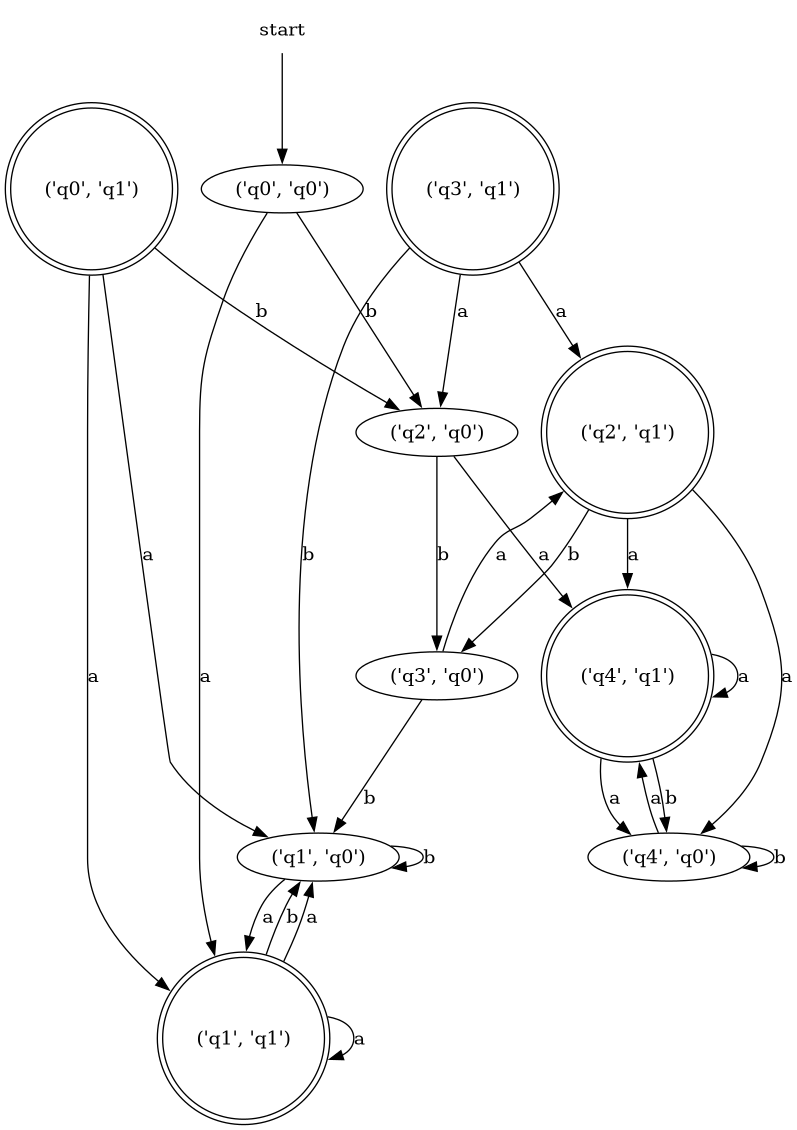 start
('q0', 'q1')
('q0', 'q0')
('q3', 'q1')
b
b
a
a
('q2', 'q0')
('q2', 'q1')
a
b
b
a
a
b
a
a
a
('q3', 'q0')
('q4', 'q1')
a
a
b
a
a
b
('q1', 'q0')
b
('q4', 'q0')
b
a
b
a
('q1', 'q1')
a